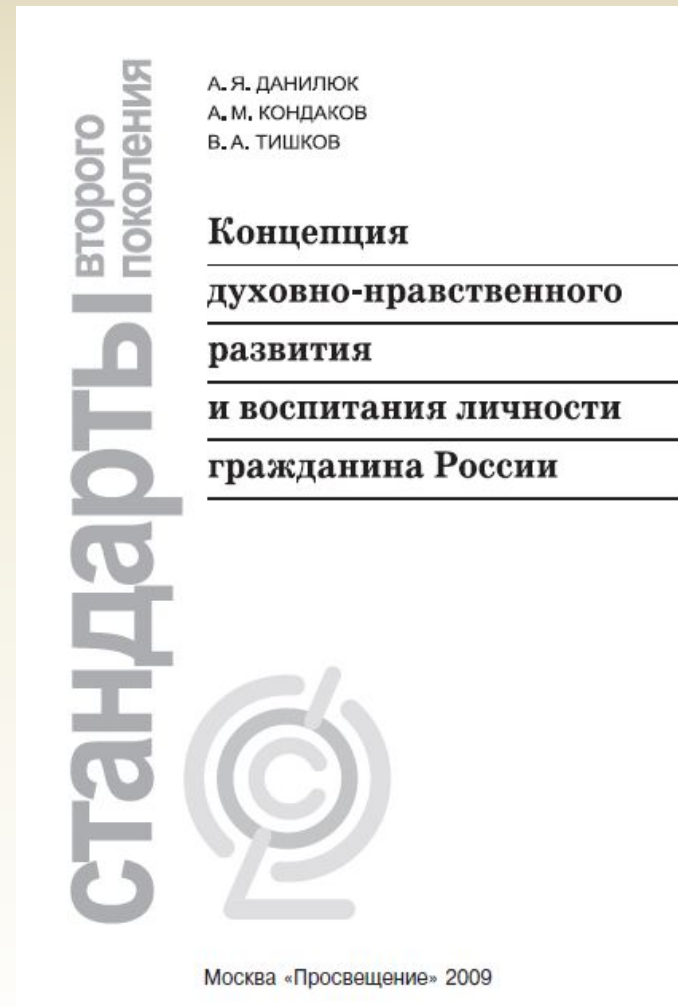 А. Я. ДАНИЛЮК
А. М. КОНДАКОВ
В. А. ТИШКОВ
стандарты
второго
поколения
Концепция
духовно-нравственного
развития
и воспитания личности
гражданина России
Москва «Просвещение» 2009